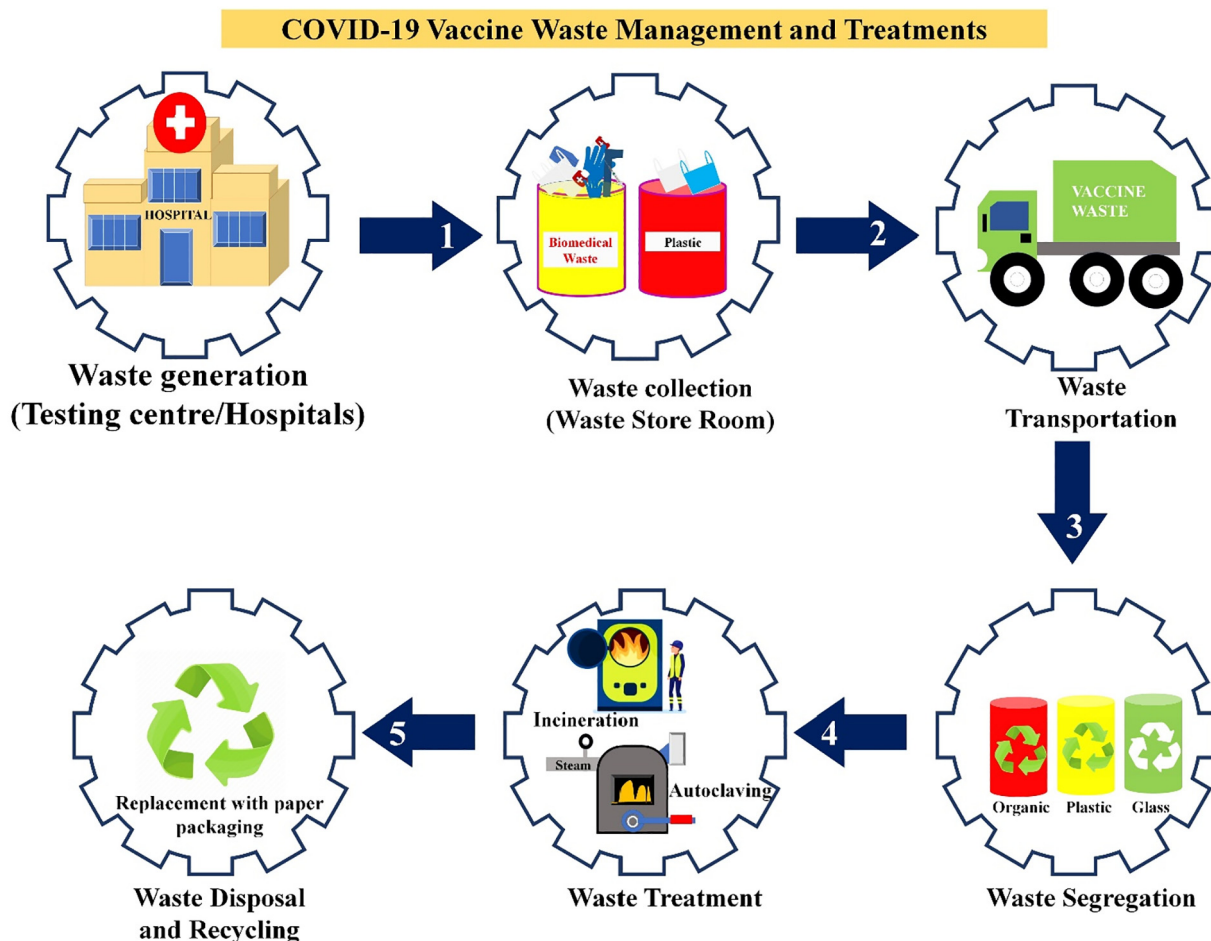 COVID-19 Vaccine Waste Management and Treatments
HOSPITAL
Waste generation
(Testing centre/Hospitals)
1
Biomedical
Waste
Plastic
Waste collection
(Waste Store Room)
2
VACCINE
WASTE
Waste
Transportation
3
Organic
Plastic
Glass
Waste Segregation
4
Incineration
Steam
Autoclaving
Waste Treatment
5
Replacement with paper
packaging
Waste Disposal
and Recycling